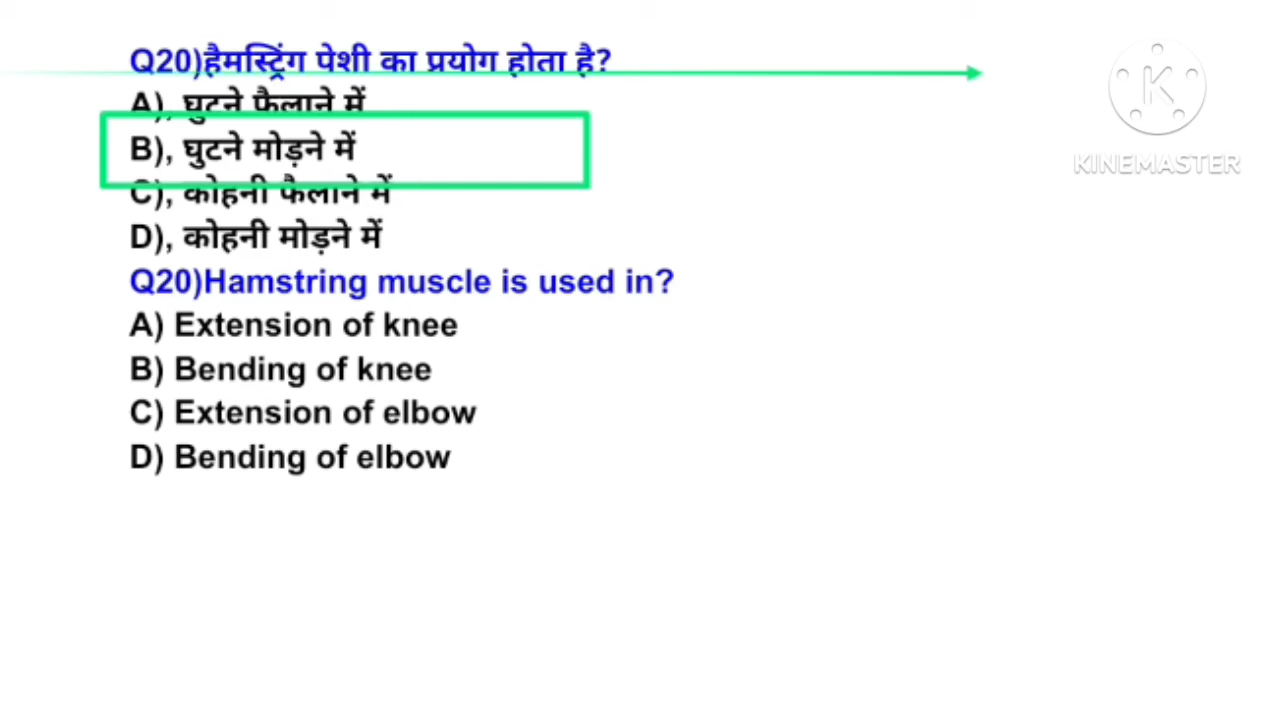 Q20)हैमस्ट्रिंग पेशी का प्रयोग होता है?
A), घुटने फैलाने में
B), घुटने मोड़ने में
C), कोहनी फैलाने में
D), कोहनी मोड़ने में
Q20)Hamstring muscle is used in?
A) Extension of knee
B) Bending of knee
C) Extension of elbow
D) Bending of elbow
K
KINEMASTER